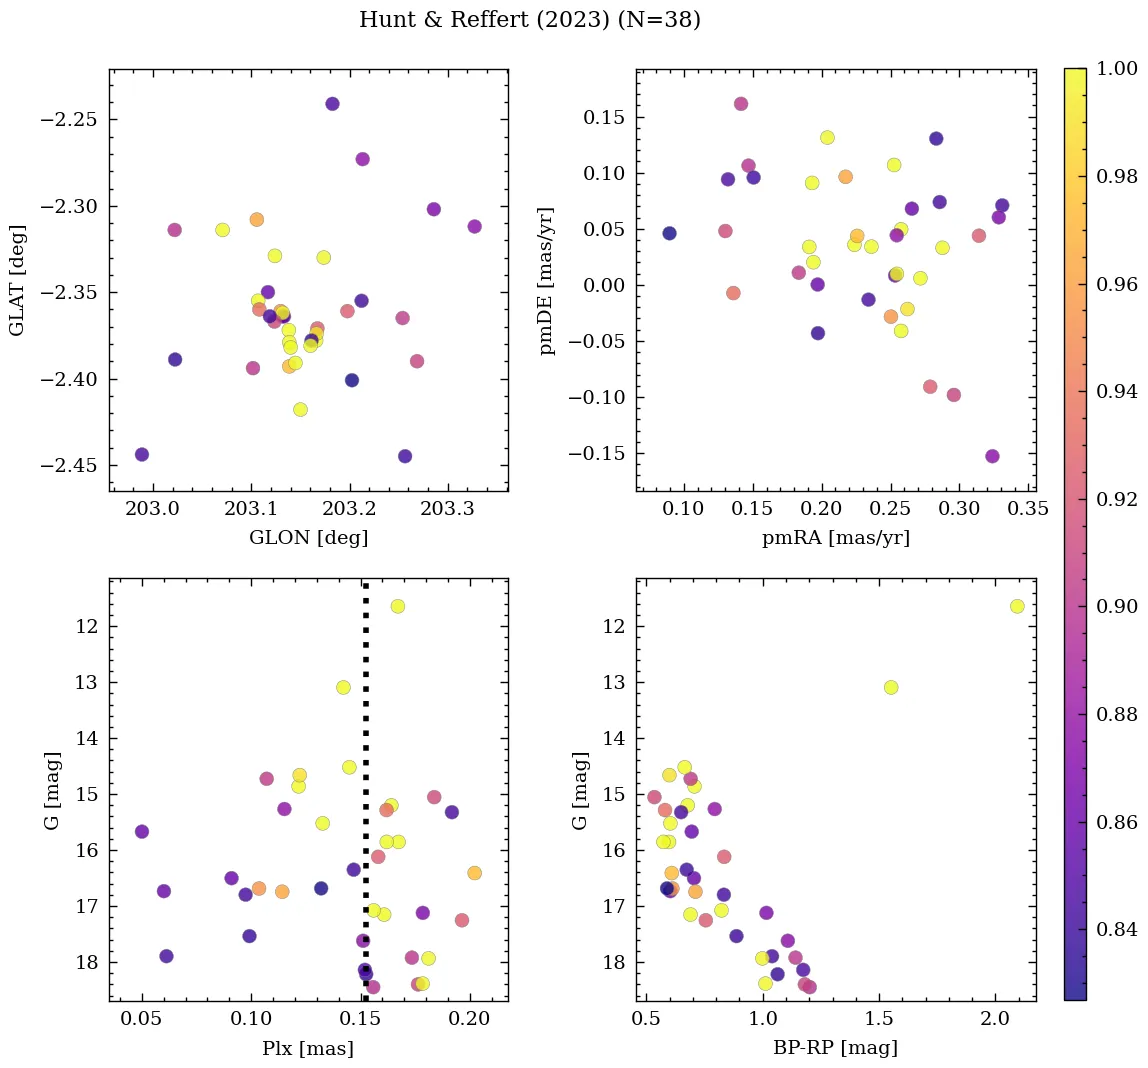 Hunt & Reffert (2023) (N=38)
GLAT [deg]
−2.25
−2.30
−2.35
−2.40
−2.45
203.0 203.1 203.2 203.3
GLON [deg]
pmDE [mas/yr]
0.15
0.10
0.05
0.00
−0.05
−0.10
−0.15
0.10 0.15 0.20 0.25 0.30 0.35
pmRA [mas/yr]
G [mag]
12
13
14
15
16
17
18
0.05 0.10 0.15 0.20
Plx [mas]
G [mag]
12
13
14
15
16
17
18
0.5 1.0 1.5 2.0
BP-RP [mag]
1.00
0.98
0.96
0.94
0.92
0.90
0.88
0.86
0.84